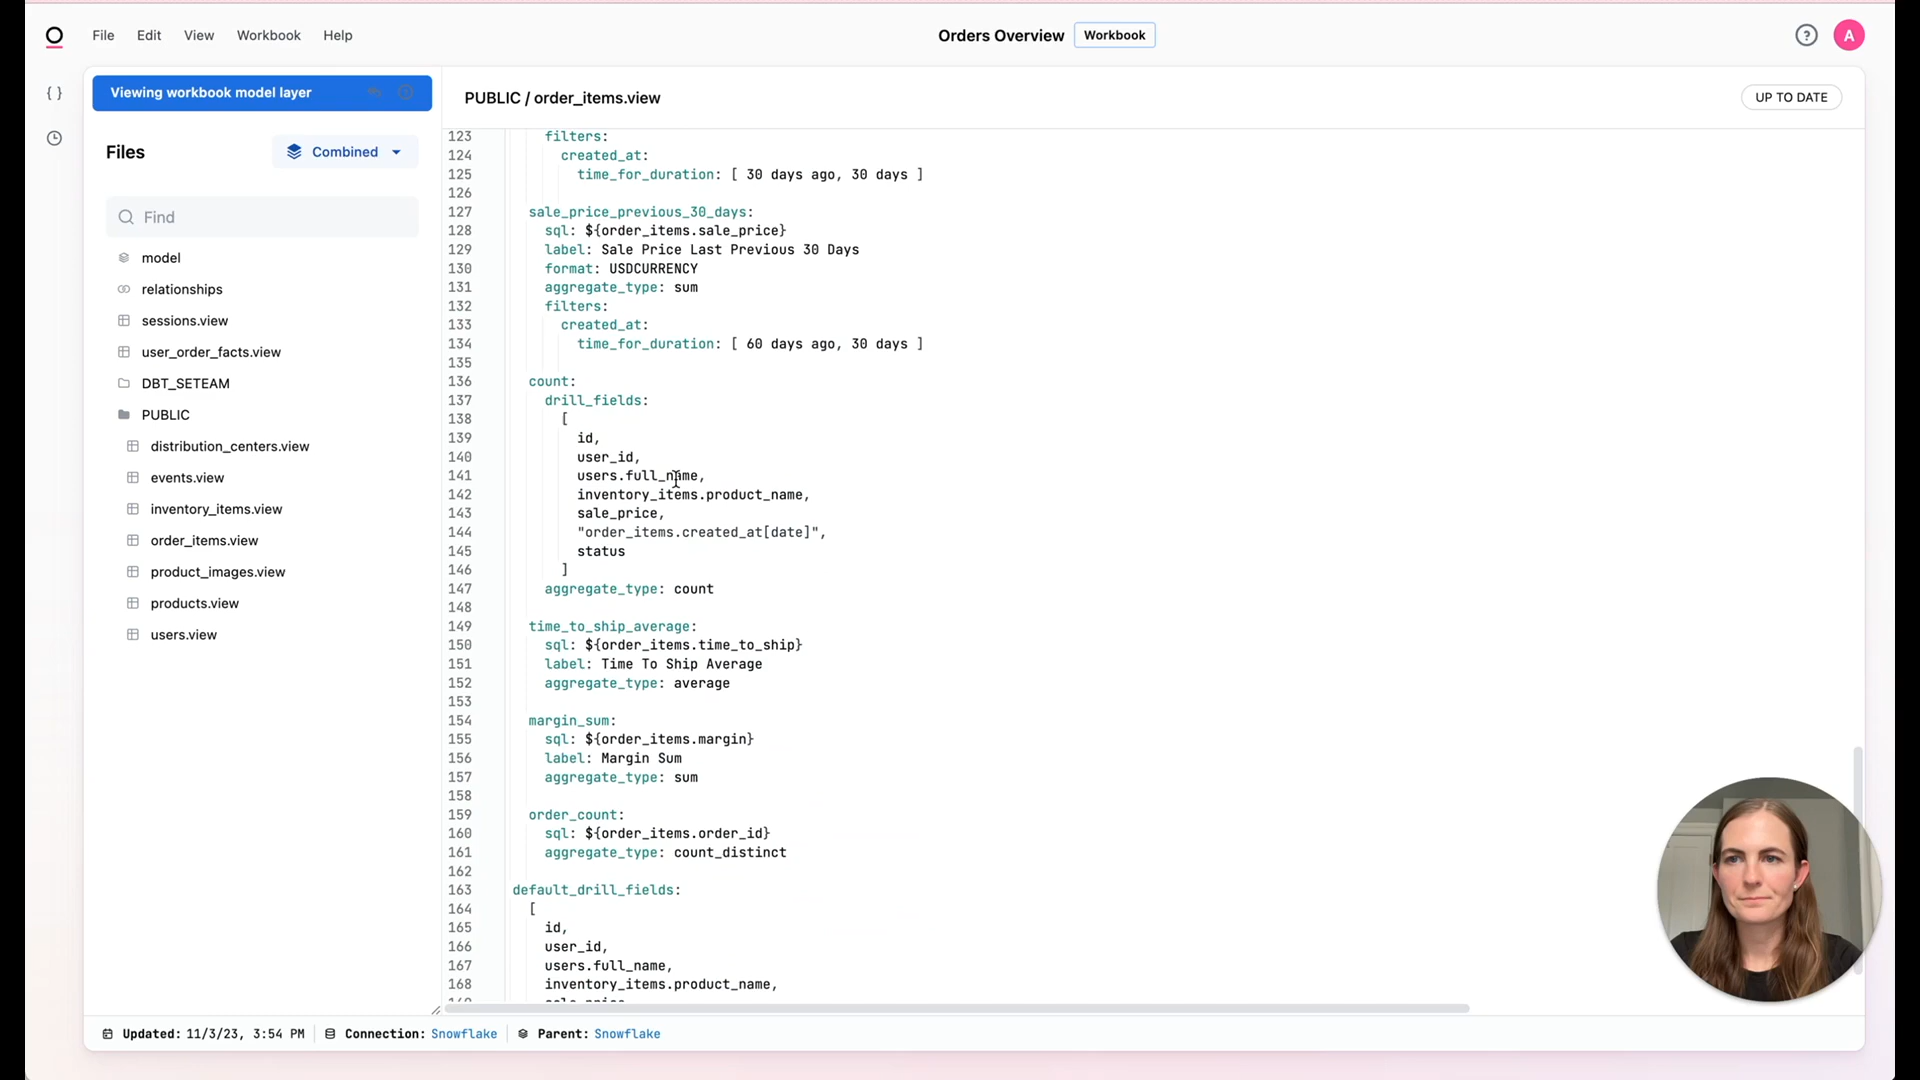 File Edit View Workbook Help
Orders Overview Workbook
? A
{ } Viewing workbook model layer
PUBLIC / order_items.view
UP TO DATE
Files
Combined
Find
model
relationships
sessions.view
user_order_facts.view
DBT_SETEAM
PUBLIC
distribution_centers.view
events.view
inventory_items.view
order_items.view
product_images.view
products.view
users.view
123 filters:
124 created_at:
125 time_for_duration: [ 30 days ago, 30 days ]
126
127 sale_price_previous_30_days:
128 sql: ${order_items.sale_price}
129 label: Sale Price Last Previous 30 Days
130 format: USDCURRENCY
131 aggregate_type: sum
132 filters:
133 created_at:
134 time_for_duration: [ 60 days ago, 30 days ]
135
136 count:
137 drill_fields:
138 [
139 id,
140 user_id,
141 users.full_name,
142 inventory_items.product_name,
143 sale_price,
144 "order_items.created_at[date]",
145 status
146 ]
147 aggregate_type: count
148
149 time_to_ship_average:
150 sql: ${order_items.time_to_ship}
151 label: Time To Ship Average
152 aggregate_type: average
153
154 margin_sum:
155 sql: ${order_items.margin}
156 label: Margin Sum
157 aggregate_type: sum
158
159 order_count:
160 sql: ${order_items.order_id}
161 aggregate_type: count_distinct
162
163 default_drill_fields:
164 [
165 id,
166 user_id,
167 users.full_name,
168 inventory_items.product_name,
Updated: 11/3/23, 3:54 PM Connection: Snowflake Parent: Snowflake